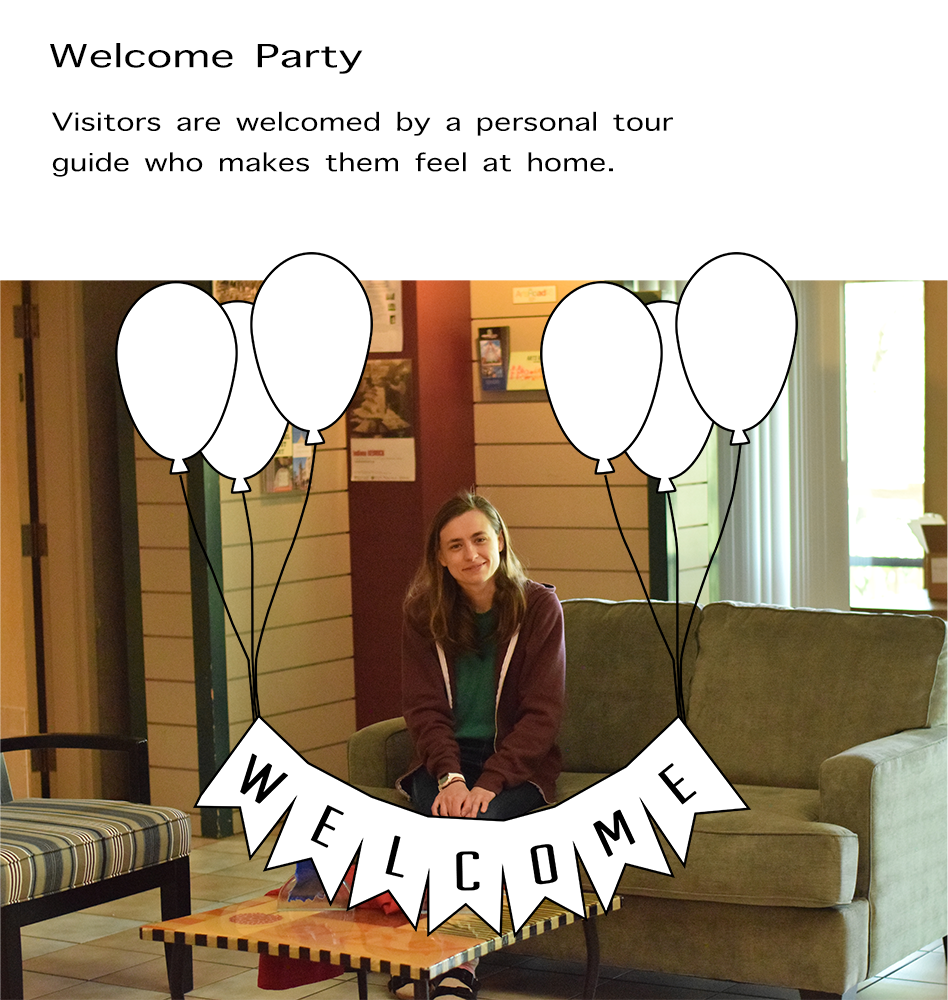 Welcome Party
Visitors are welcomed by a personal tour
guide who makes them feel at home.
WELCOME